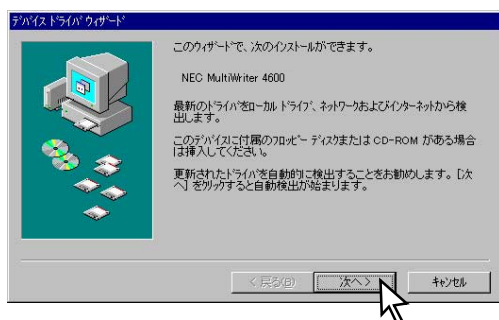 デバイス ドライバ ウィザード
このウィザードで、次のインストールができます。
NEC MultiWriter 4600
最新のドライバをローカル ドライブ、ネットワークおよびインターネットから検
出します。
このデバイスに付属のフロッピー ディスクまたは CD-ROM がある場合
は挿入してください。
更新されたドライバを自動的に検出することをお勧めします。[次
へ] をクリックすると自動検出が始まります。
< 戻る(B)
次へ >
キャンセル